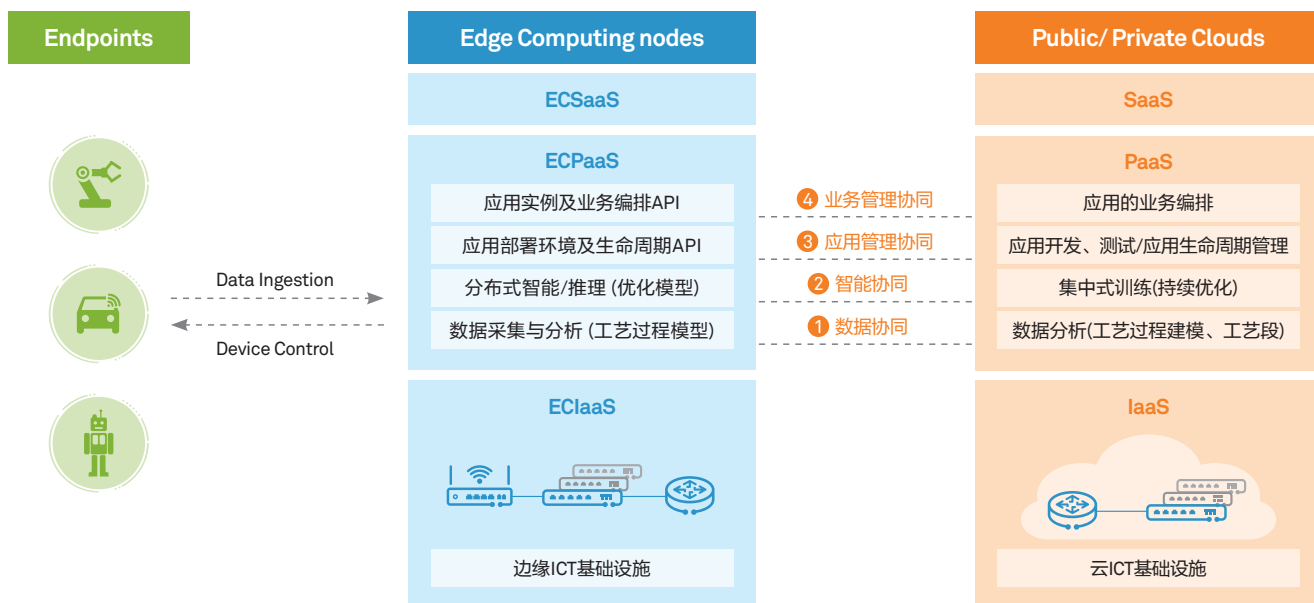 Endpoints
Edge Computing nodes
Public/ Private Clouds
ECSaaS
SaaS
ECPaaS
PaaS
应用实例及业务编排API
4 业务管理协同
应用的业务编排
应用部署环境及生命周期API
3 应用管理协同
应用开发、测试/应用生命周期管理
Data Ingestion
分布式智能/推理 (优化模型)
2 智能协同
集中式训练(持续优化)
Device Control
数据采集与分析 (工艺过程模型)
1 数据协同
数据分析(工艺过程建模、工艺段)
ECIaaS
IaaS
边缘ICT基础设施
云ICT基础设施